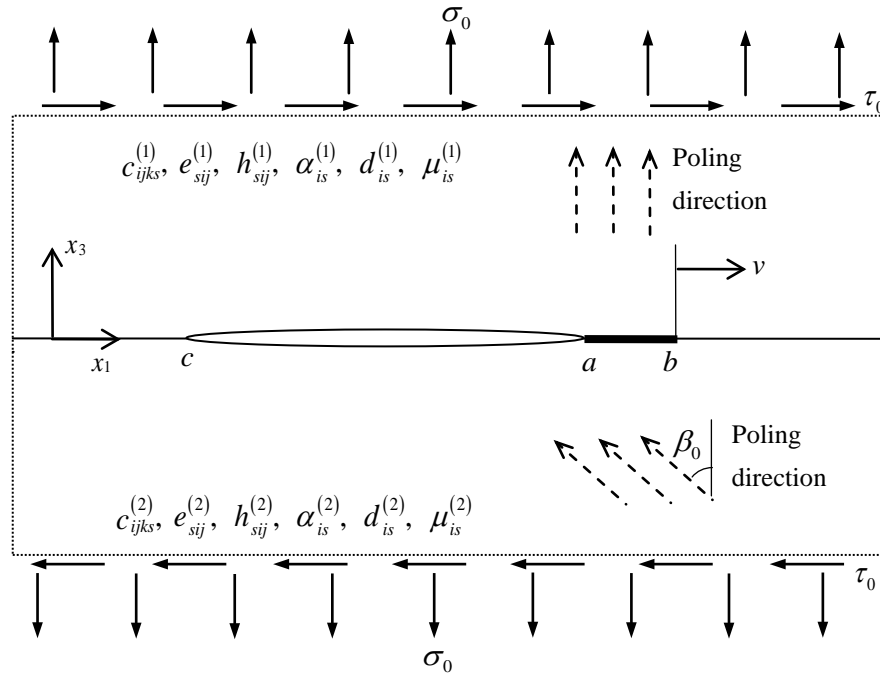 σ₀
τ₀
c⁽¹⁾ᵢⱼₖₛ, e⁽¹⁾ₛᵢⱼ, h⁽¹⁾ₛᵢⱼ, α⁽¹⁾ᵢₛ, d⁽¹⁾ᵢₛ, μ⁽¹⁾ᵢₛ
Poling
direction
x₃
v
x₁
c
a
b
β₀
Poling
direction
c⁽²⁾ᵢⱼₖₛ, e⁽²⁾ₛᵢⱼ, h⁽²⁾ₛᵢⱼ, α⁽²⁾ᵢₛ, d⁽²⁾ᵢₛ, μ⁽²⁾ᵢₛ
τ₀
σ₀